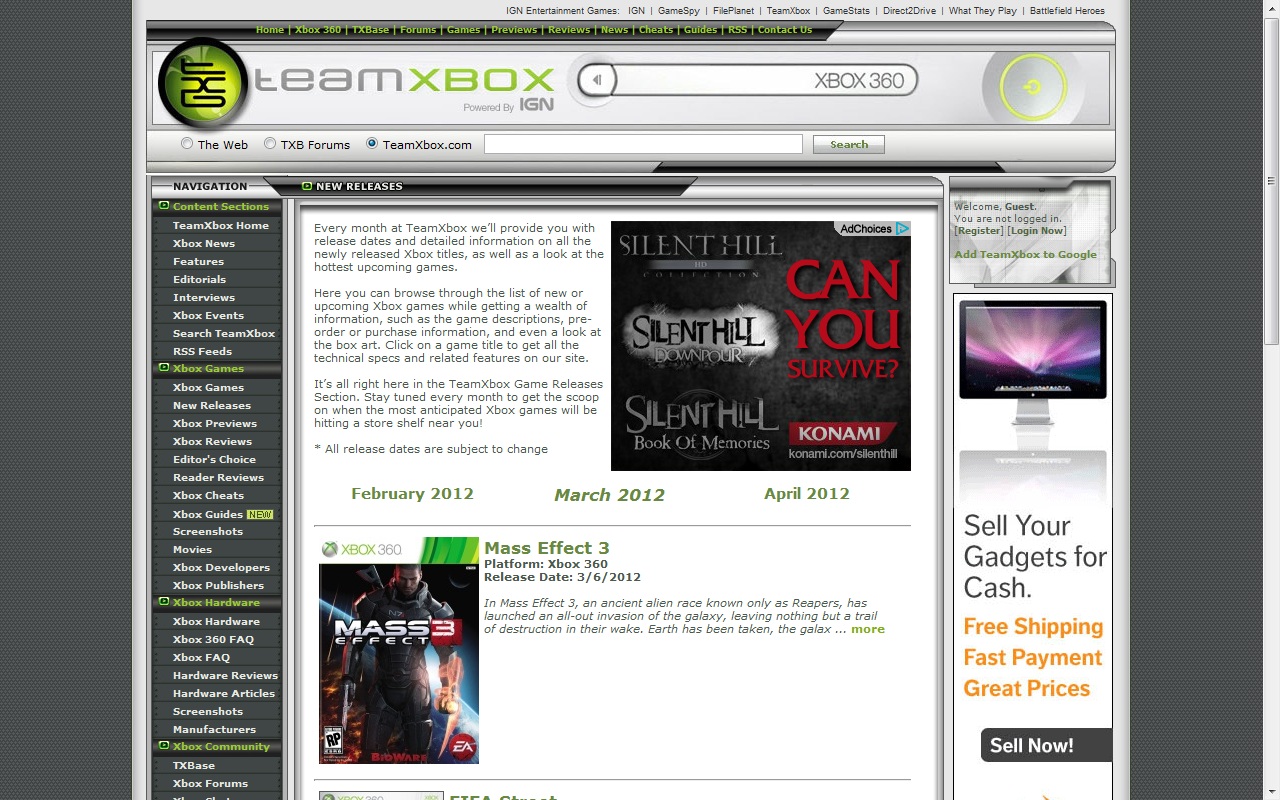 IGN Entertainment Games: IGN | GameSpy | FilePlanet | TeamXbox | GameStats | Direct2Drive | What They Play | Battlefield Heroes
Home | Xbox 360 | TXBase | Forums | Games | Previews | Reviews | News | Cheats | Guides | RSS | Contact Us
teamXBOX
Powered By IGN
XBOX 360
The Web TXB Forums TeamXbox.com Search
NAVIGATION
Content Sections
TeamXbox Home
Xbox News
Features
Editorials
Interviews
Xbox Events
Search TeamXbox
RSS Feeds
Xbox Games
Xbox Games
New Releases
Xbox Previews
Xbox Reviews
Editor's Choice
Reader Reviews
Xbox Cheats
Xbox Guides NEW
Screenshots
Movies
Xbox Developers
Xbox Publishers
Xbox Hardware
Xbox Hardware
Xbox 360 FAQ
Xbox FAQ
Hardware Reviews
Hardware Articles
Screenshots
Manufacturers
Xbox Community
TXBase
Xbox Forums
NEW RELEASES
Every month at TeamXbox we'll provide you with
release dates and detailed information on all the
newly released Xbox titles, as well as a look at the
hottest upcoming games.
Here you can browse through the list of new or
upcoming Xbox games while getting a wealth of
information, such as the game descriptions, pre-
order or purchase information, and even a look at
the box art. Click on a game title to get all the
technical specs and related features on our site.
It's all right here in the TeamXbox Game Releases
Section. Stay tuned every month to get the scoop
on when the most anticipated Xbox games will be
hitting a store shelf near you!
* All release dates are subject to change
AdChoices
SILENT HILL
HD
COLLECTION
SILENT HILL
DOWNPOUR
SILENT HILL
Book Of Memories
CAN
YOU
SURVIVE?
KONAMI
konami.com/silenthill
February 2012 March 2012 April 2012
XBOX 360
N7
MASS
EFFECT 3
RP
BIOWARE
EA
Mass Effect 3
Platform: Xbox 360
Release Date: 3/6/2012
In Mass Effect 3, an ancient alien race known only as Reapers, has
launched an all-out invasion of the galaxy, leaving nothing but a trail
of destruction in their wake. Earth has been taken, the galax ... more
XBOX 360
FIFA Street
Welcome, Guest.
You are not logged in.
[Register] [Login Now]
Add TeamXbox to Google
Sell Your
Gadgets for
Cash.
Free Shipping
Fast Payment
Great Prices
Sell Now!